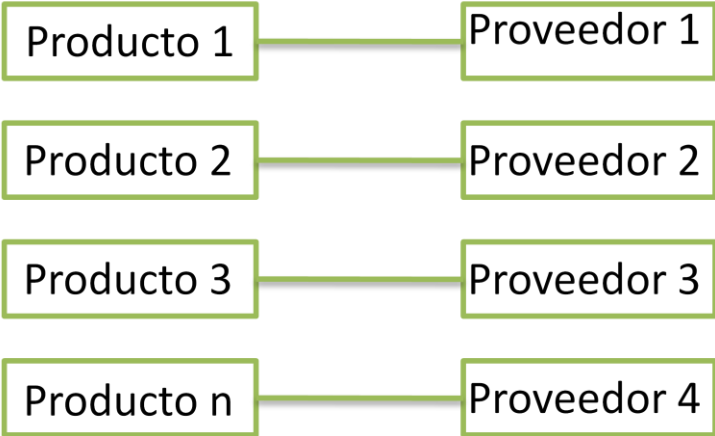 Producto 1
Proveedor 1
Producto 2
Proveedor 2
Producto 3
Proveedor 3
Producto n
Proveedor 4